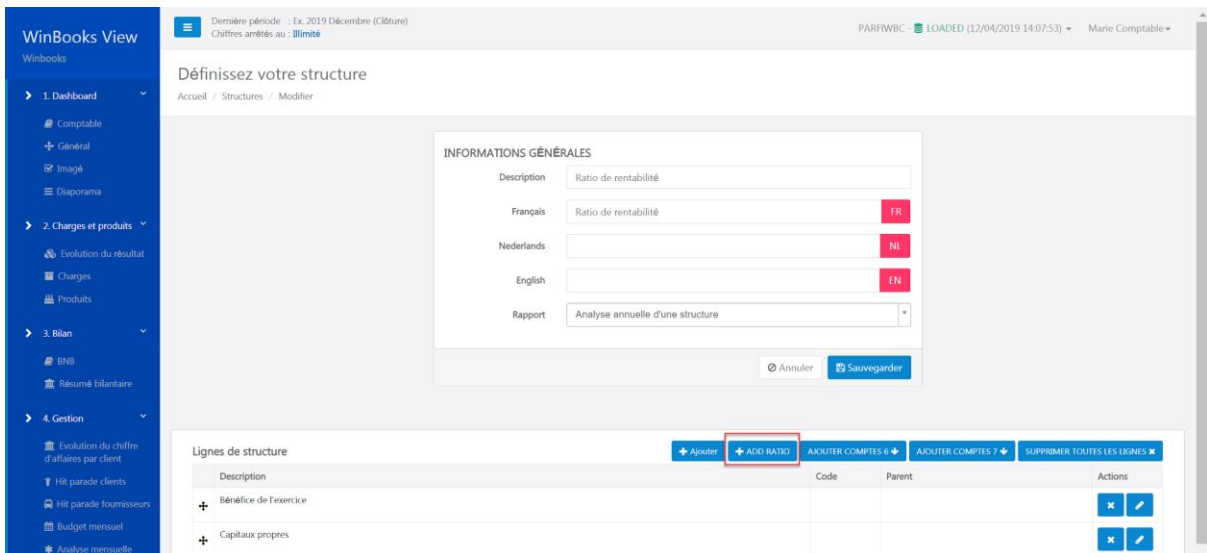 WinBooks View
Winbooks
1. Dashboard
Comptable
Général
Imagé
Diaporama
2. Charges et produits
Evolution du résultat
Charges
Produits
3. Bilan
BNB
Résumé bilantaire
4. Gestion
Evolution du chiffre
d'affaires par client
Hit parade clients
Hit parade fournisseurs
Budget mensuel
Analyse mensuelle
Dernière période : Ex. 2019 Décembre (Clôture)
Chiffres arrêtés au : Illimité
PARFIWBC - LOADED (12/04/2019 14:07:53) Marie Comptable
Définissez votre structure
Accueil / Structures / Modifier
INFORMATIONS GÉNÉRALES
Description Ratio de rentabilité
Français Ratio de rentabilité FR
Nederlands NL
English EN
Rapport Analyse annuelle d'une structure
Annuler Sauvegarder
Lignes de structure Ajouter ADD RATIO AJOUTER COMPTES 6 AJOUTER COMPTES 7 SUPPRIMER TOUTES LES LIGNES
Description Code Parent Actions
Bénéfice de l'exercice
Capitaux propres